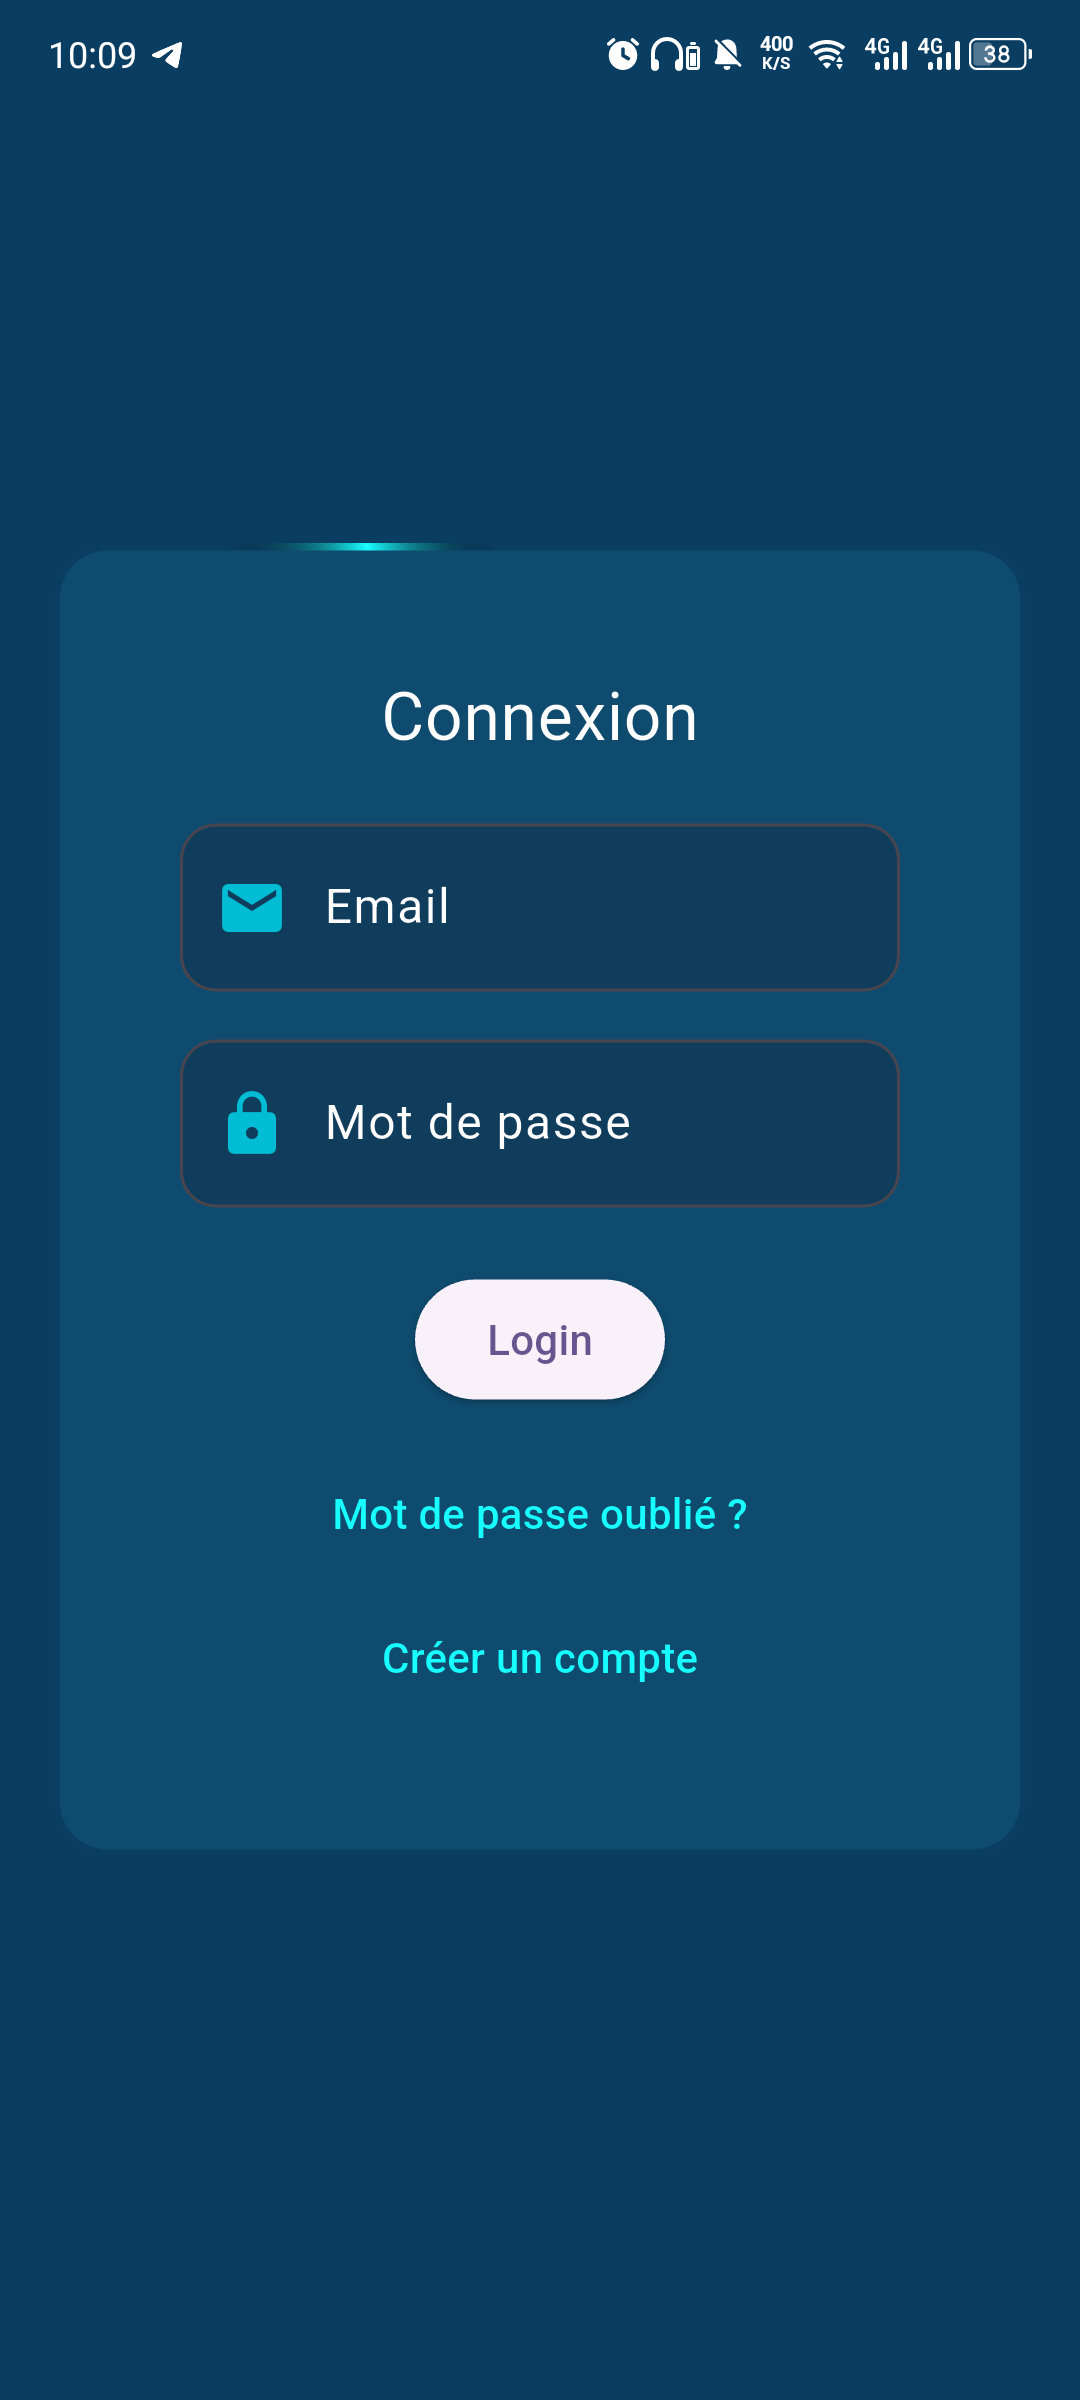 10:09 400 K/S 4G 4G 38
Connexion
Email
Mot de passe
Login
Mot de passe oublié ?
Créer un compte